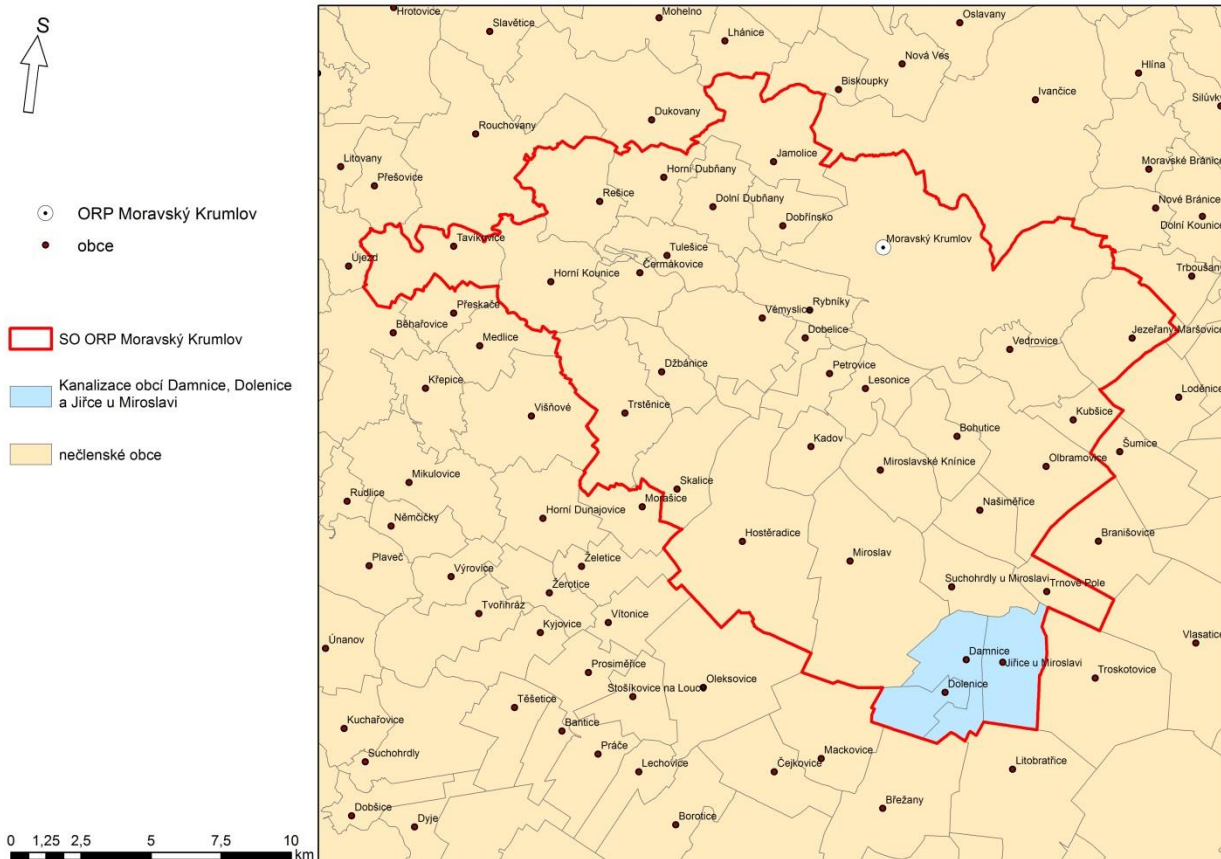 S
ORP Moravský Krumlov
obce
SO ORP Moravský Krumlov
Kanalizace obcí Damnice, Dolenice
a Jiřce u Miroslavi
nečlenské obce
0 1,25 2,5 5 7,5 10
km
Hrotovice
Slavětice
Mohelno
Lhánice
Oslavany
Nová Ves
Hlína
Biskoupky
Ivančice
Silůvky
Dukovany
Rouchovany
Litovany
Přešovice
Jamolice
Moravské Bránice
Horní Dubňany
Rešice
Dolní Dubňany
Nové Bránice
Dobřínsko
Dolní Kounice
Tavíkovice
Moravský Krumlov
Tulešice
Újezd
Čermákovice
Horní Kounice
Trboušany
Přeskače
Rybníky
Vémyslice
Běhařovice
Dobelice
Jezeřany-Maršovice
Medlice
Vedrovice
Džbánice
Petrovice
Krepice
Lesonice
Loděnice
Trstěnice
Višňové
Kubšice
Bohutice
Kadov
Šumice
Olbramovice
Miroslavské Knínice
Mikulovice
Skalice
Rudlice
Morašice
Našiměřice
Horní Dunajovice
Němčičky
Hostěradice
Branišovice
Miroslav
Plaveč
Želetice
Výrovice
Suchohrdly u Miroslavi
Trnové Pole
Žerotice
Tvořihráz
Vítonice
Kyjovice
Únanov
Vlasatice
Damnice
Jiřice u Miroslavi
Prosiměřice
Troskotovice
Oleksovice
Stošíkovice na Louce
Dolenice
Těšetice
Kuchařovice
Bantice
Práče
Suchohrdly
Mackovice
Lechovice
Čejkovice
Litobratřice
Břežany
Dobšice
Dyje
Borotice